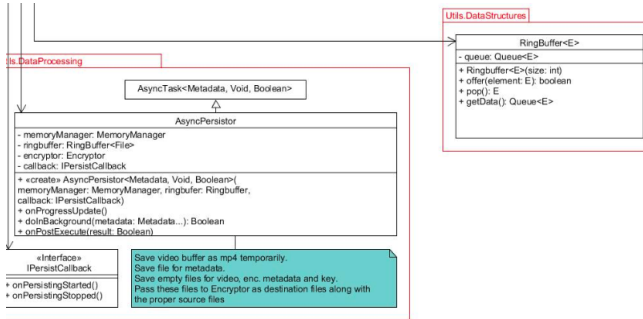 Utils.DataStructures
RingBuffer<E>
- queue: Queue<E>
+ Ringbuffer<E>(size: int)
+ offer(element: E): boolean
+ pop(): E
+ getData(): Queue<E>
ls.DataProcessing
AsyncTask<Metadata, Void, Boolean>
AsyncPersistor
- memoryManager: MemoryManager
- ringbuffer: RingBuffer<File>
- encryptor: Encryptor
- callback: IPersistCallback
+ «create» AsyncPersistor<Metadata, Void, Boolean>(
memoryManager: MemoryManager, ringbufer: Ringbuffer,
callback: IPersistCallback)
+ onProgressUpdate()
+ doInBackground(metadata: Metadata...): Boolean
+ onPostExecute(result: Boolean)
«Interface»
IPersistCallback
+ onPersistingStarted()
+ onPersistingStopped()
Save video buffer as mp4 temporarily.
Save file for metadata.
Save empty files for video, enc. metadata and key.
Pass these files to Encryptor as destination files along with
the proper source files